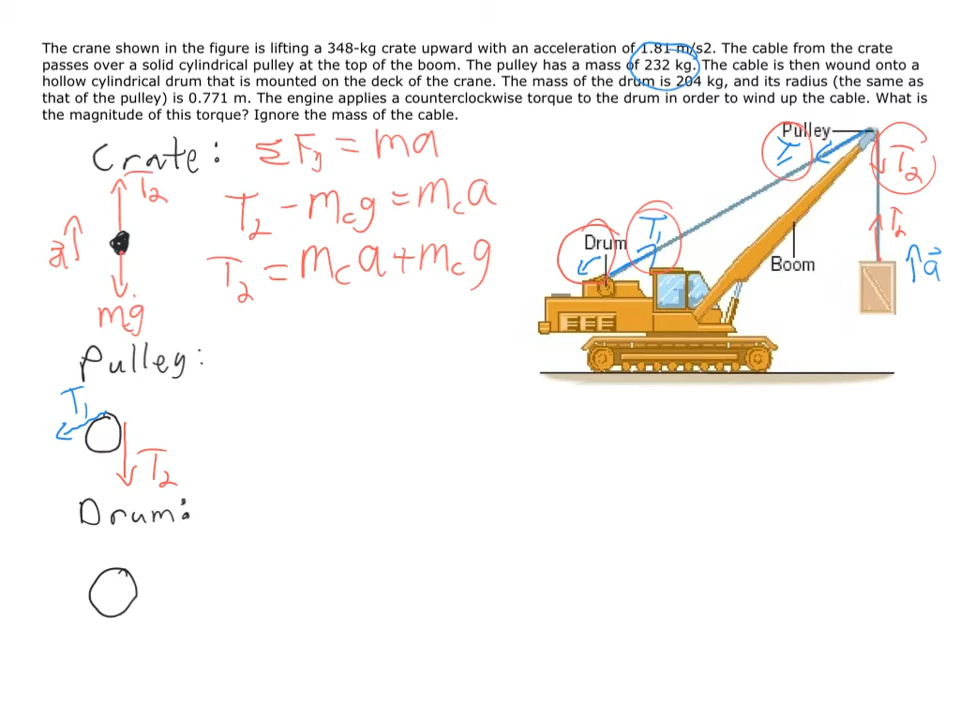 The crane shown in the figure is lifting a 348-kg crate upward with an acceleration of 1.81 m/s2. The cable from the crate
passes over a solid cylindrical pulley at the top of the boom. The pulley has a mass of 232 kg. The cable is then wound onto a
hollow cylindrical drum that is mounted on the deck of the crane. The mass of the drum is 204 kg, and its radius (the same as
that of the pulley) is 0.771 m. The engine applies a counterclockwise torque to the drum in order to wind up the cable. What is
the magnitude of this torque? Ignore the mass of the cable.
Pulley
Crate: ΣFy = ma
T₁
T₂
T₂
T₂ - mcg = mca
a
T₁
T₂
Drum
T₂ = mca + mcg
Boom
a⃗
mcg
Pulley:
T₁
T₂
Drum: